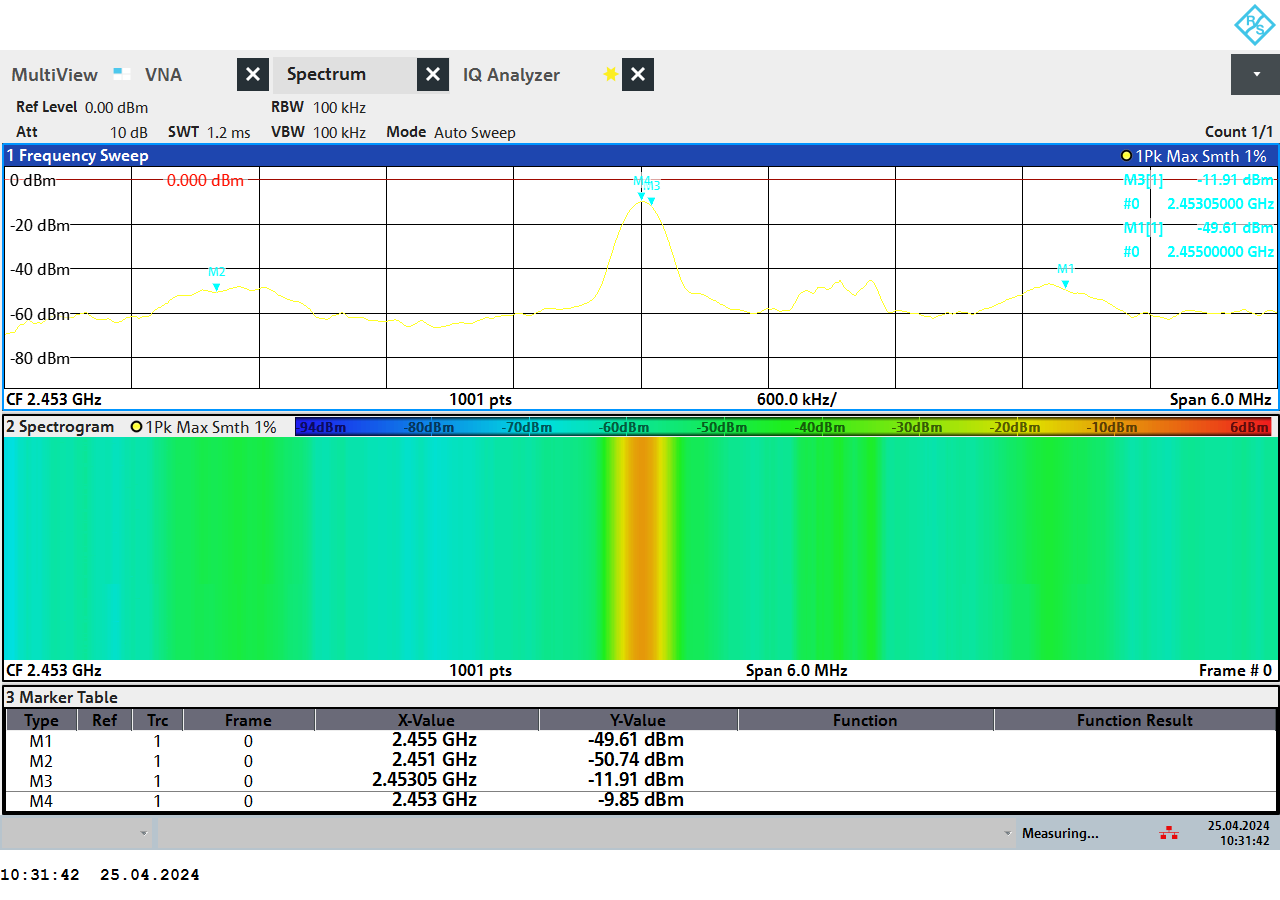 R S
MultiView VNA Spectrum IQ Analyzer
Ref Level 0.00 dBm RBW 100 kHz
Att 10 dB SWT 1.2 ms VBW 100 kHz Mode Auto Sweep Count 1/1
1 Frequency Sweep 1Pk Max Smth 1%
0 dBm 0.000 dBm M4 M3 M3[1] -11.91 dBm
#0 2.45305000 GHz
-20 dBm M1[1] -49.61 dBm
#0 2.45500000 GHz
-40 dBm M2 M1
-60 dBm
-80 dBm
CF 2.453 GHz 1001 pts 600.0 kHz/ Span 6.0 MHz
2 Spectrogram 1Pk Max Smth 1% -94dBm -80dBm -70dBm -60dBm -50dBm -40dBm -30dBm -20dBm -10dBm 6dBm
CF 2.453 GHz 1001 pts Span 6.0 MHz Frame # 0
3 Marker Table
Type Ref Trc Frame X-Value Y-Value Function Function Result
M1 1 0 2.455 GHz -49.61 dBm
M2 1 0 2.451 GHz -50.74 dBm
M3 1 0 2.45305 GHz -11.91 dBm
M4 1 0 2.453 GHz -9.85 dBm
Measuring... 25.04.2024
10:31:42
10:31:42 25.04.2024